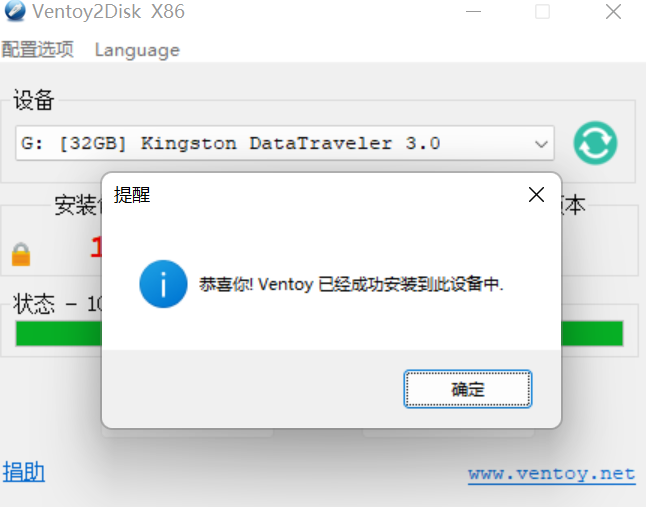 Ventoy2Disk X86
配置选项 Language
设备
G: [32GB] Kingston DataTraveler 3.0
提醒
安装
本
1
恭喜你! Ventoy 已经成功安装到此设备中.
状态 - 10
确定
捐助 www.ventoy.net